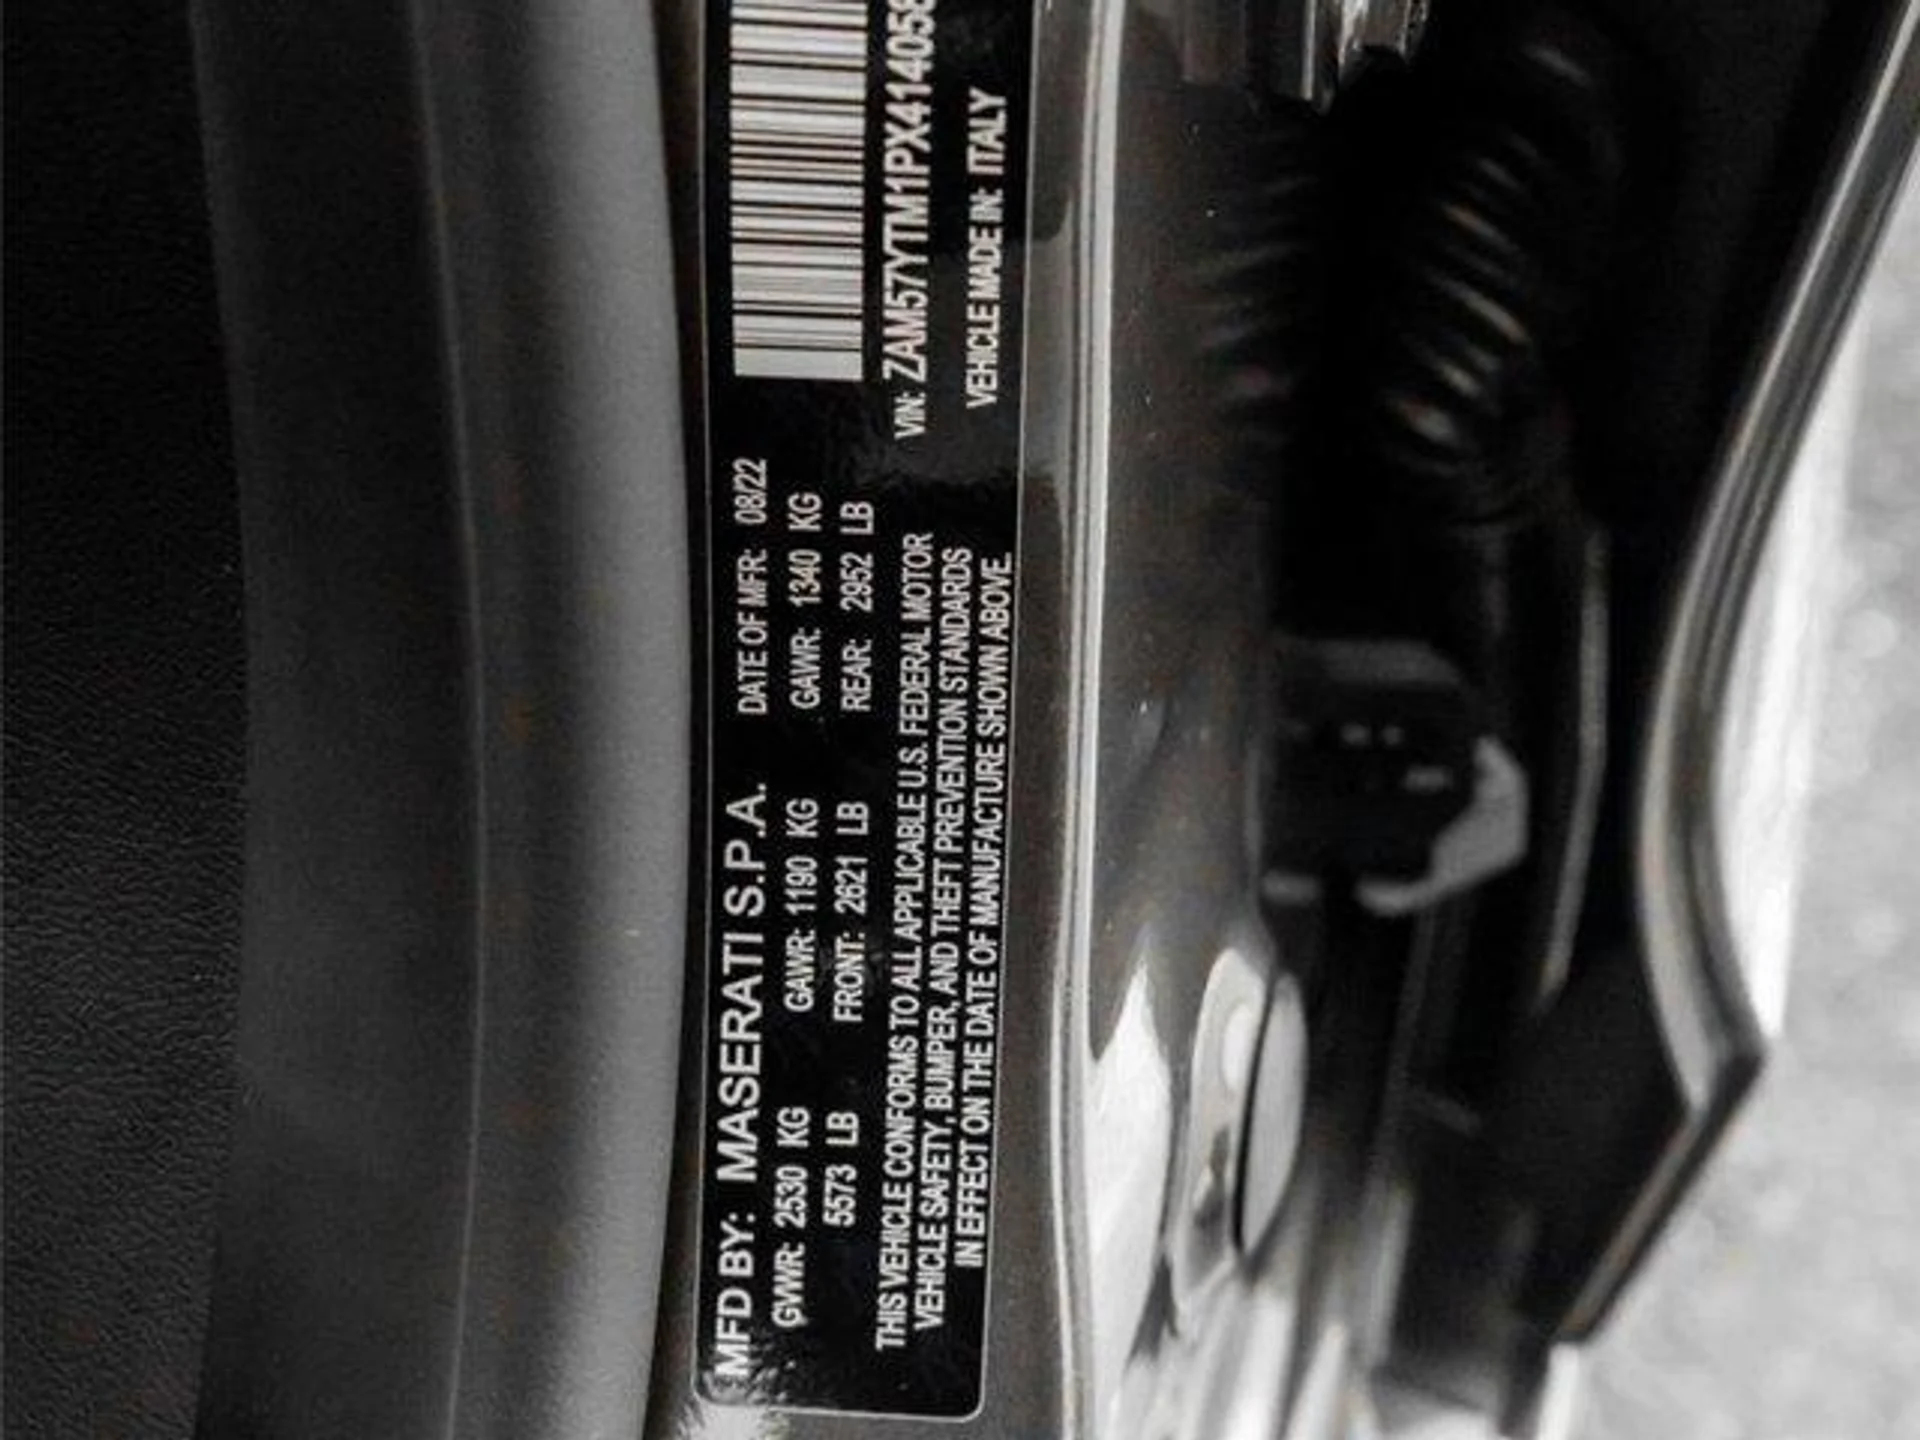 MFD BY: MASERATI S.P.A. DATE OF MFR: 08/22
GWR: 2530 KG GAWR: 1190 KG GAWR: 1340 KG
5573 LB FRONT: 2621 LB REAR: 2952 LB
THIS VEHICLE CONFORMS TO ALL APPLICABLE U.S. FEDERAL MOTOR
VEHICLE SAFETY, BUMPER, AND THEFT PREVENTION STANDARDS
IN EFFECT ON THE DATE OF MANUFACTURE SHOWN ABOVE.
VIN: ZAM57YTM1PX414058
VEHICLE MADE IN: ITALY